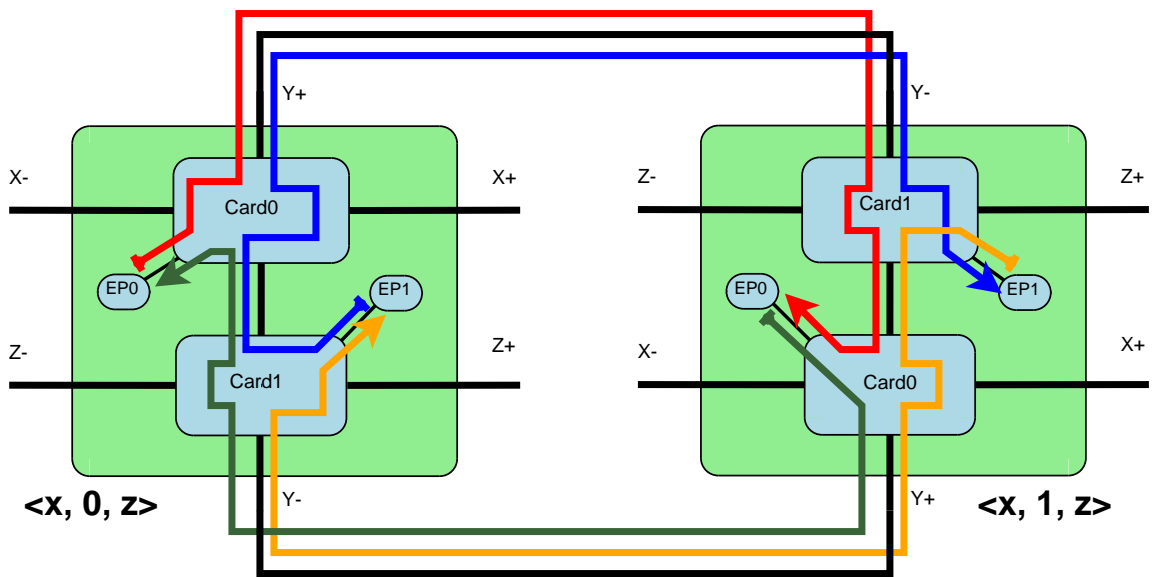 Y+
Y-
X-
X+
Z-
Z+
Card0
Card1
EP0
EP1
EP0
EP1
Z-
Z+
X-
X+
Card1
Card0
Y-
Y+
<x, 0, z>
<x, 1, z>